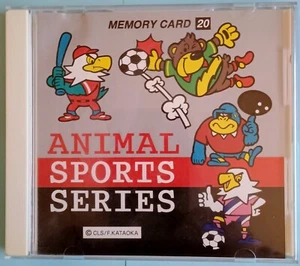 MEMORY CARD 20
ANIMAL
SPORTS
SERIES
©CLS/F.KATAOKA